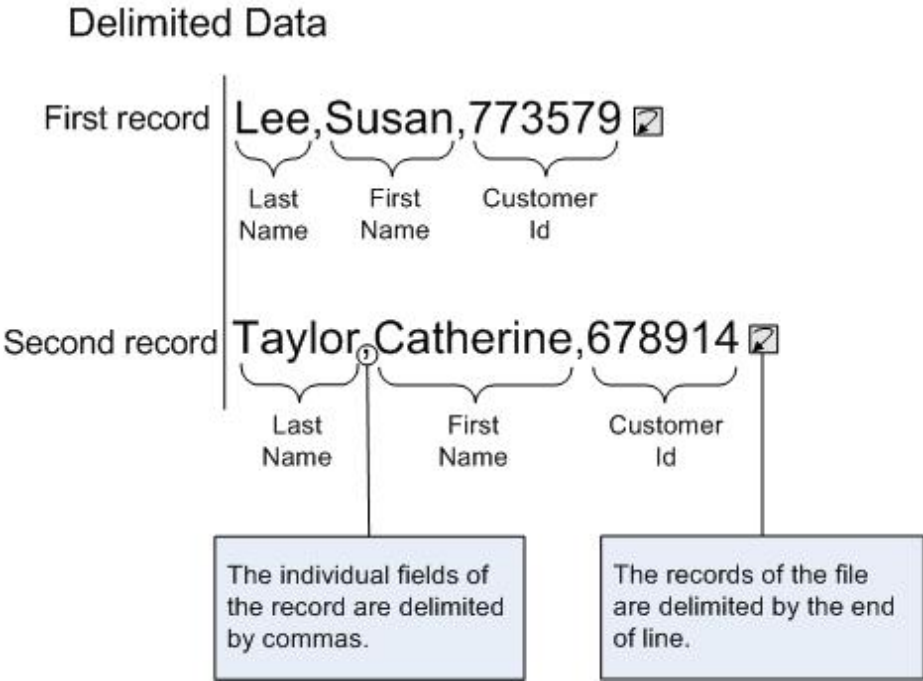 Delimited Data
First record Lee,Susan,773579
Last First Customer
Name Name Id
Second record Taylor,Catherine,678914
Last First Customer
Name Name Id
The individual fields of
the record are delimited
by commas.
The records of the file
are delimited by the end
of line.